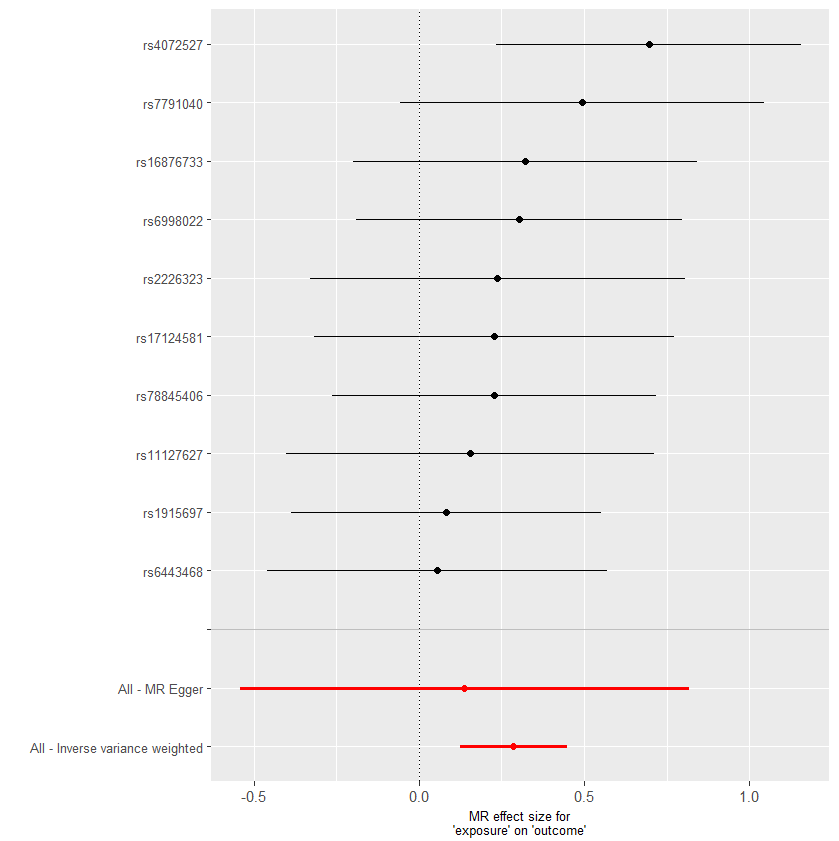 rs4072527
rs7791040
rs16876733
rs6998022
rs2226323
rs17124581
rs78845406
rs11127627
rs1915697
rs6443468
All - MR Egger
All - Inverse variance weighted
-0.5 0.0 0.5 1.0
MR effect size for
'exposure' on 'outcome'